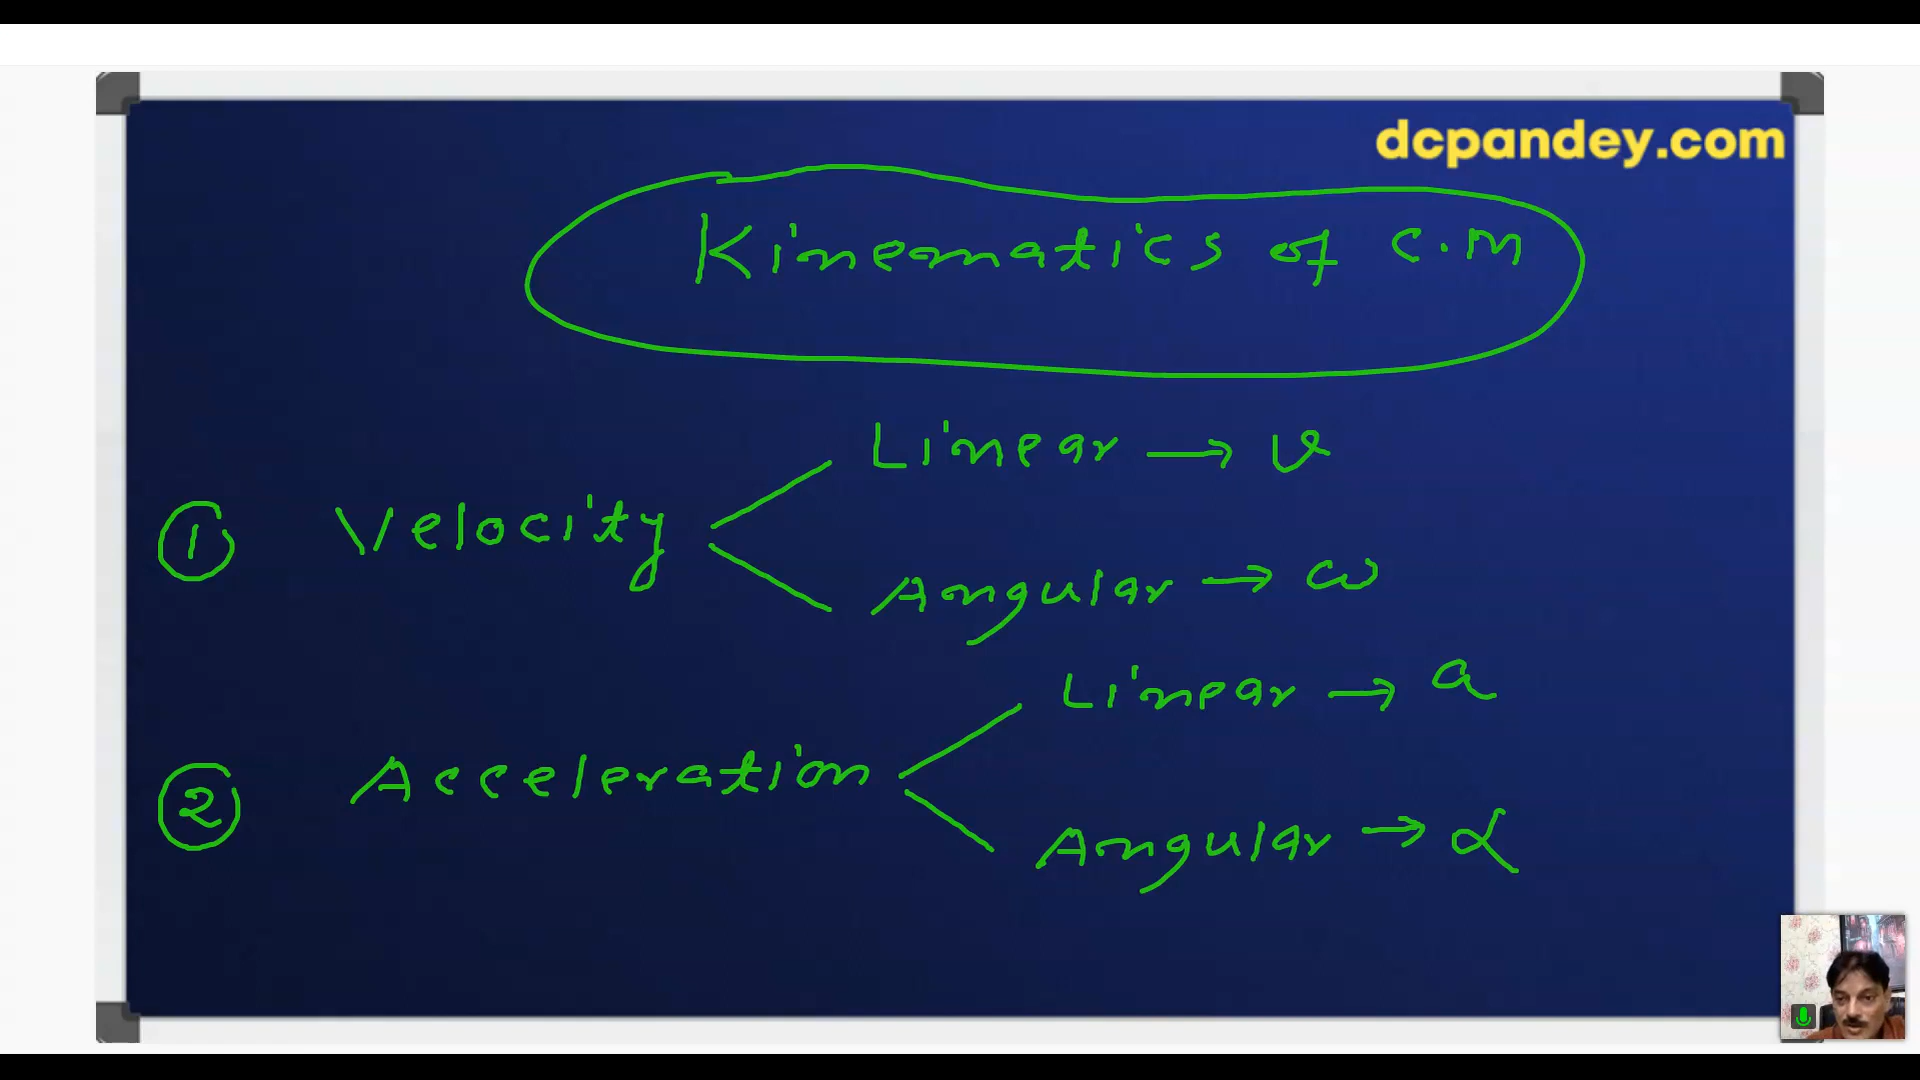 dcpandey.com
Kinematics of C.M
Linear → v
① Velocity
Angular → ω
Linear → a
② Acceleration
Angular → α